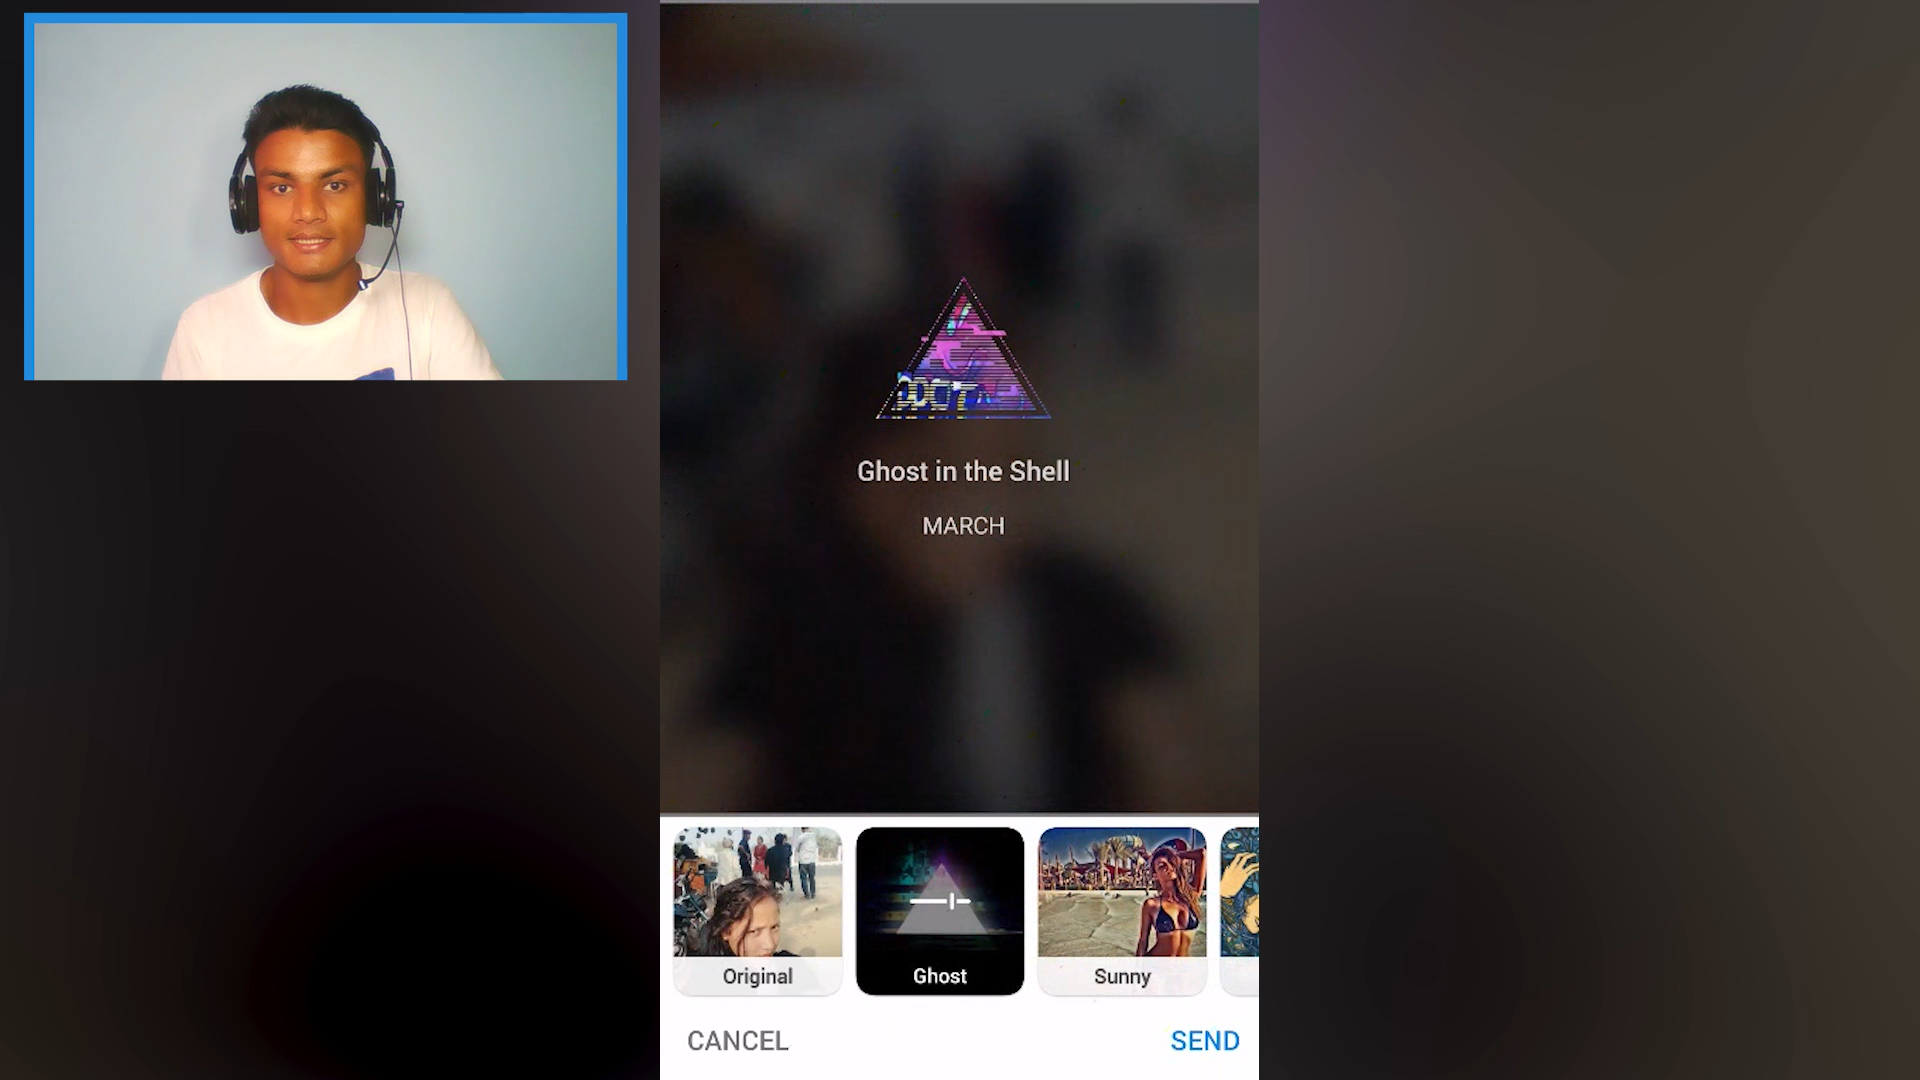 Ghost in the Shell
MARCH
Original
Ghost
Sunny
CANCEL
SEND